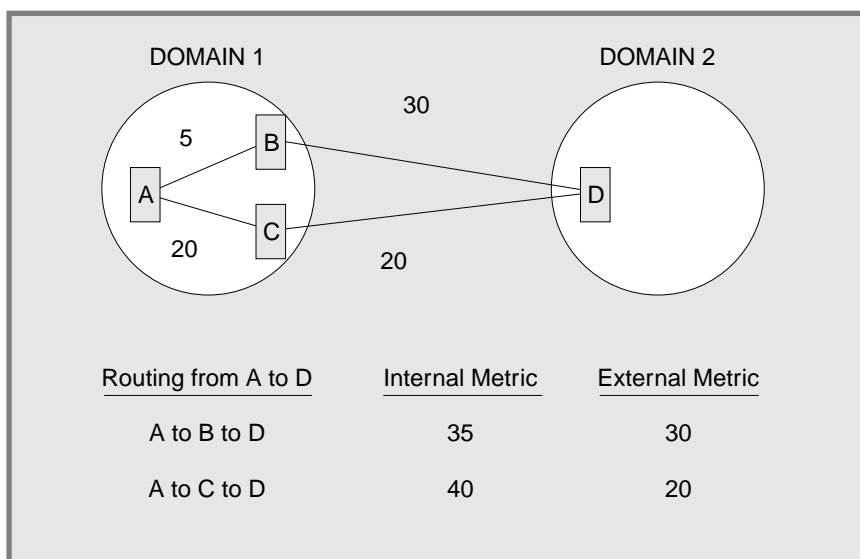 DOMAIN 1
DOMAIN 2
30
5
B
A
D
C
20
20
Routing from A to D
Internal Metric
External Metric
A to B to D
35
30
A to C to D
40
20